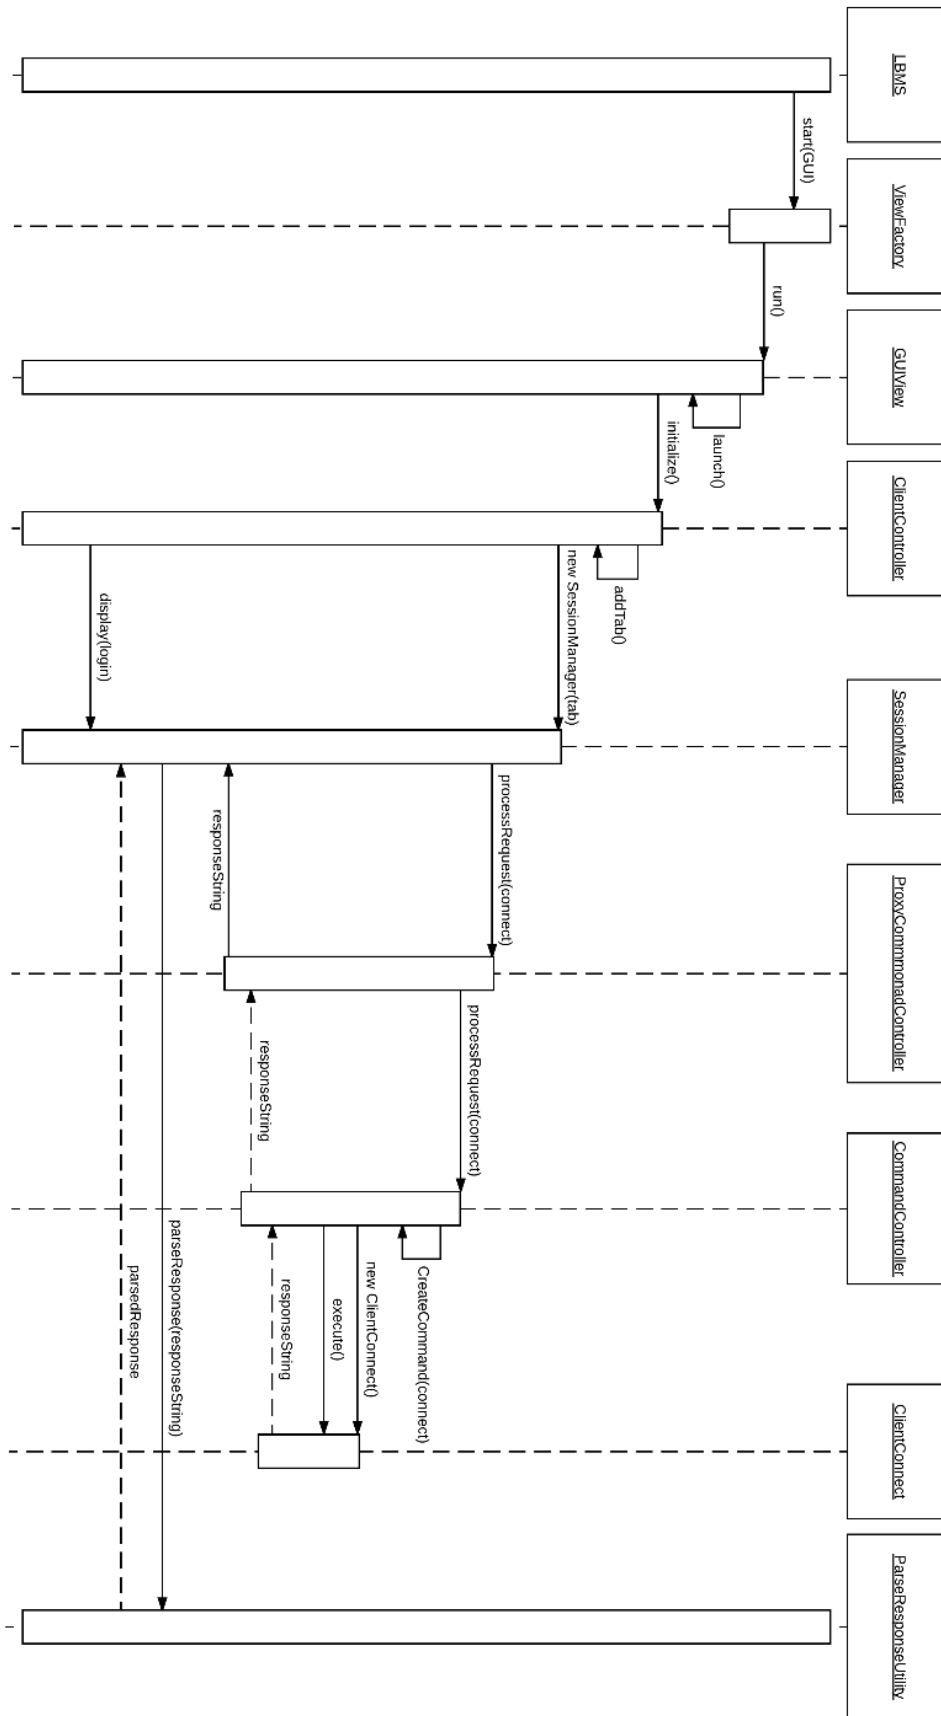 LBMS
ViewFactory
GUIView
ClientController
SessionManager
ProxyCommmonadController
CommandController
ClientConnect
ParseResponseUtility
start(GUI)
run()
launch()
initialize()
addTab()
new SessionManager(tab)
processRequest(connect)
processRequest(connect)
CreateCommand(connect)
new ClientConnect()
execute()
responseString
responseString
responseString
parseResponse(responseString)
parsedResponse
display(login)